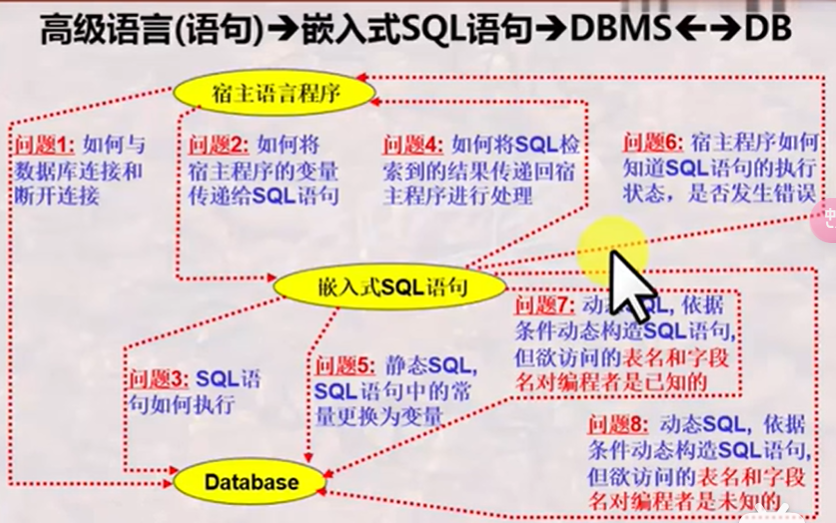 高级语言(语句)→嵌入式SQL语句→DBMS←→DB
宿主语言程序
问题1: 如何与
数据库连接和
断开连接
问题2: 如何将
宿主程序的变量
传递给SQL语句
问题4: 如何将SQL检
索到的结果传递回宿
主程序进行处理
问题6: 宿主程序如何
知道SQL语句的执行
状态，是否发生错误
嵌入式SQL语句
问题3: SQL语
句如何执行
问题5: 静态SQL,
SQL语句中的常
量更换为变量
问题7: 动态SQL, 依据
条件动态构造SQL语句,
但欲访问的表名和字段
名对编程者是已知的
问题8: 动态SQL, 依据
条件动态构造SQL语句,
但欲访问的表名和字段
名对编程者是未知的
Database
中